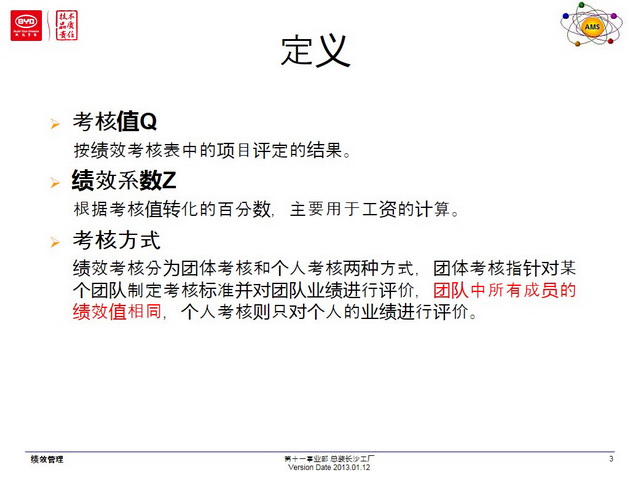 BYD
技术
品质
责信
AMS
定义
考核值Q
按绩效考核表中的项目评定的结果。
绩效系数Z
根据考核值转化的百分数，主要用于工资的计算。
考核方式
绩效考核分为团体考核和个人考核两种方式，团体考核指针对某
个团队制定考核标准并对团队业绩进行评价，团队中所有成员的
绩效值相同，个人考核则只对个人的业绩进行评价。
绩效管理
第十一事业部 总装长沙工厂
Version Date 2013.01.12
3